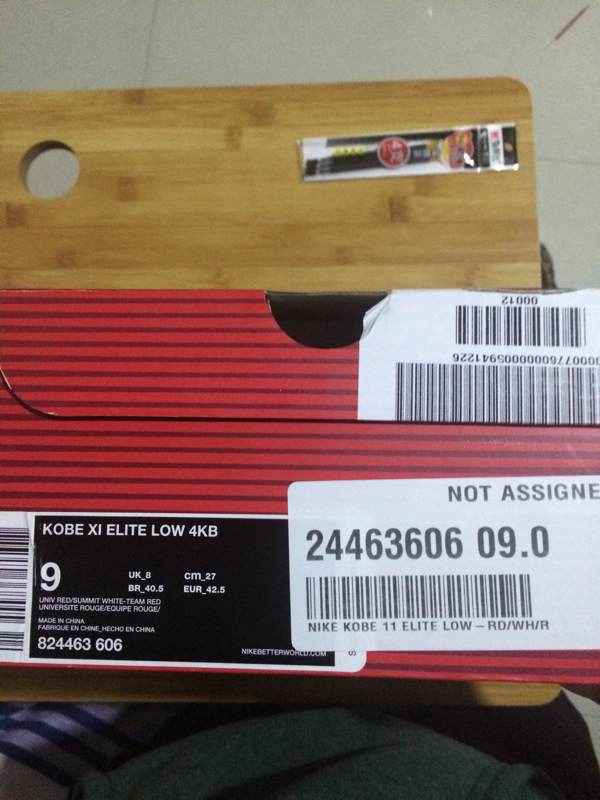 00012
00007760000005941226
NOT ASSIGNE
24463606 09.0
NIKE KOBE 11 ELITE LOW – RD/WH/R
KOBE XI ELITE LOW 4KB
9
UK_8 cm_27
BR_40.5 EUR_42.5
UNIV RED/SUMMIT WHITE-TEAM RED
UNIVERSITE ROUGE/EQUIPE ROUGE/
MADE IN CHINA
FABRIQUE EN CHINE_HECHO EN CHINA
824463 606
NIKEBETTERWORLD.COM
S